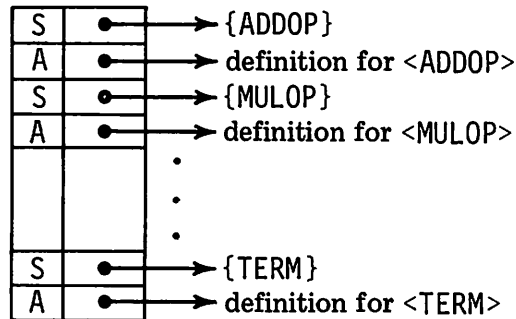 S {ADDOP}
A definition for <ADDOP>
S {MULOP}
A definition for <MULOP>
S {TERM}
A definition for <TERM>